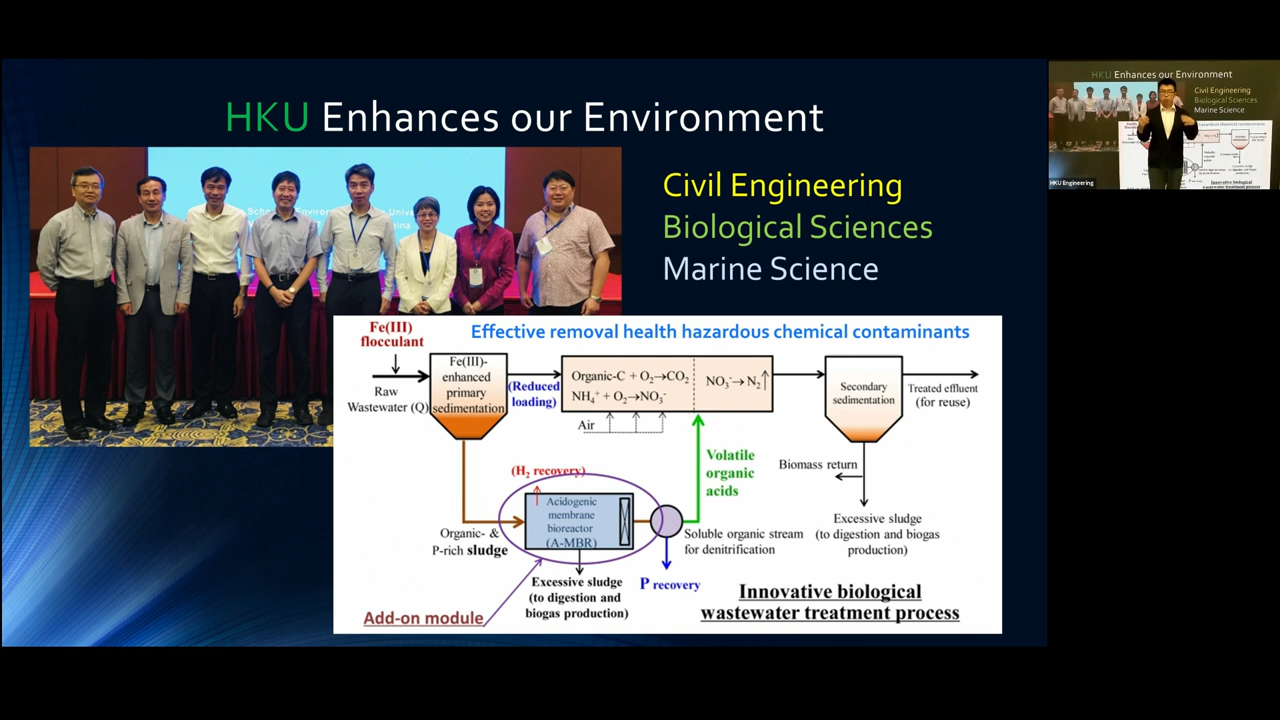 HKU Enhances our Environment
Civil Engineering
Biological Sciences
Marine Science
Effective removal health hazardous chemical contaminants
Fe(III)
flocculant
Raw
Wastewater (Q)
Fe(III)-
enhanced
primary
sedimentation
(Reduced
loading)
Organic-C + O₂→CO₂
NH₄⁺ + O₂→NO₃⁻
NO₃⁻→N₂
Air
Secondary
sedimentation
Treated effluent
(for reuse)
Biomass return
Excessive sludge
(to digestion and biogas
production)
Volatile
organic
acids
(H₂ recovery)
Acidogenic
membrane
bioreactor
(A-MBR)
Organic- &
P-rich sludge
Soluble organic stream
for denitrification
P recovery
Excessive sludge
(to digestion and
biogas production)
Add-on module
Innovative biological
wastewater treatment process
HKU Enhances our Environment
Civil Engineering
Biological Sciences
Marine Science
Innovative biological
wastewater treatment process
HKU Engineering